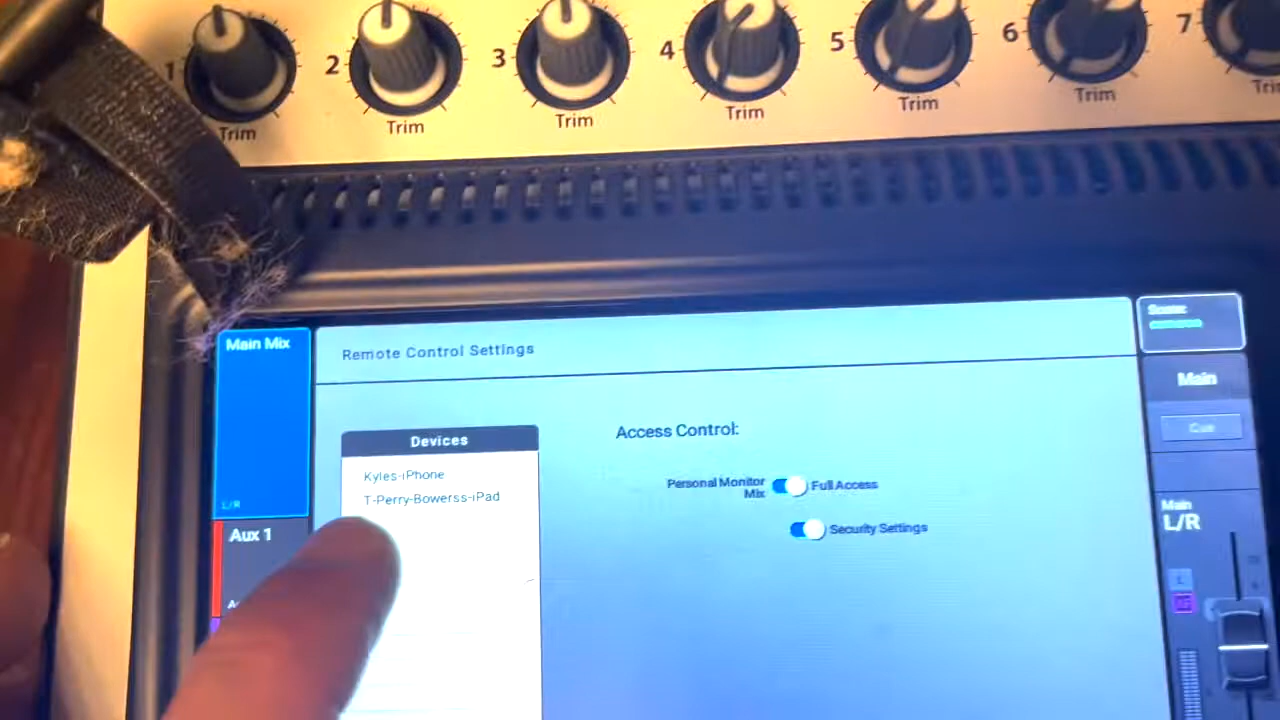 1
2
3
4
5
6
7
Trim
Trim
Trim
Trim
Trim
Trim
Main Mix
L/R
Aux 1
Remote Control Settings
Devices
Kyles-iPhone
T-Perry-Bowerss-iPad
Access Control:
Personal Monitor
Mix
Full Access
Security Settings
Main
Cue
Main
L/R